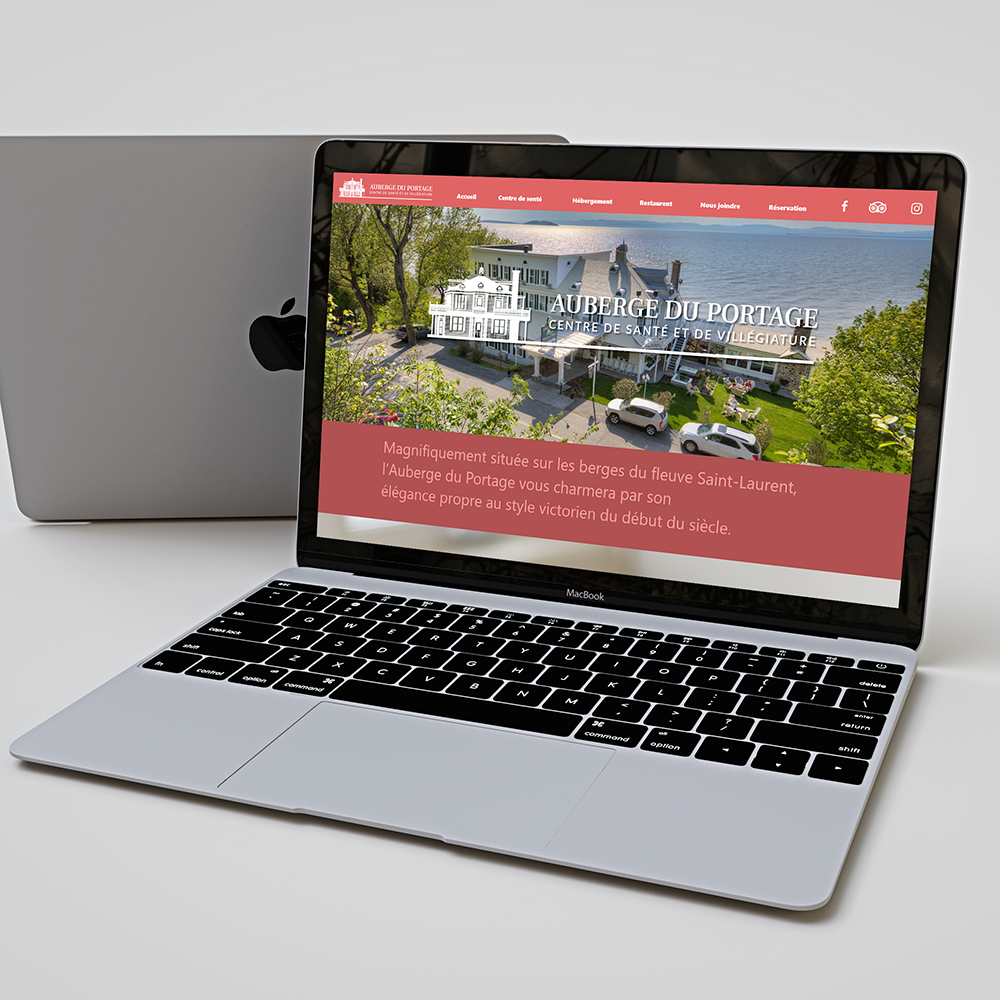 AUBERGE DU PORTAGE
CENTRE DE SANTÉ ET DE VILLÉGIATURE
Accueil Centre de santé Hébergement Restaurent Nous joindre Réservation
AUBERGE DU PORTAGE
CENTRE DE SANTÉ ET DE VILLÉGIATURE
Magnifiquement située sur les berges du fleuve Saint-Laurent,
l'Auberge du Portage vous charmera par son
élégance propre au style victorien du début du siècle.
MacBook
esc
tab Q W E R T Y U I O P delete
caps lock A S D F G H J K L enter return
shift Z X C V B N M shift
fn control option command command alt option